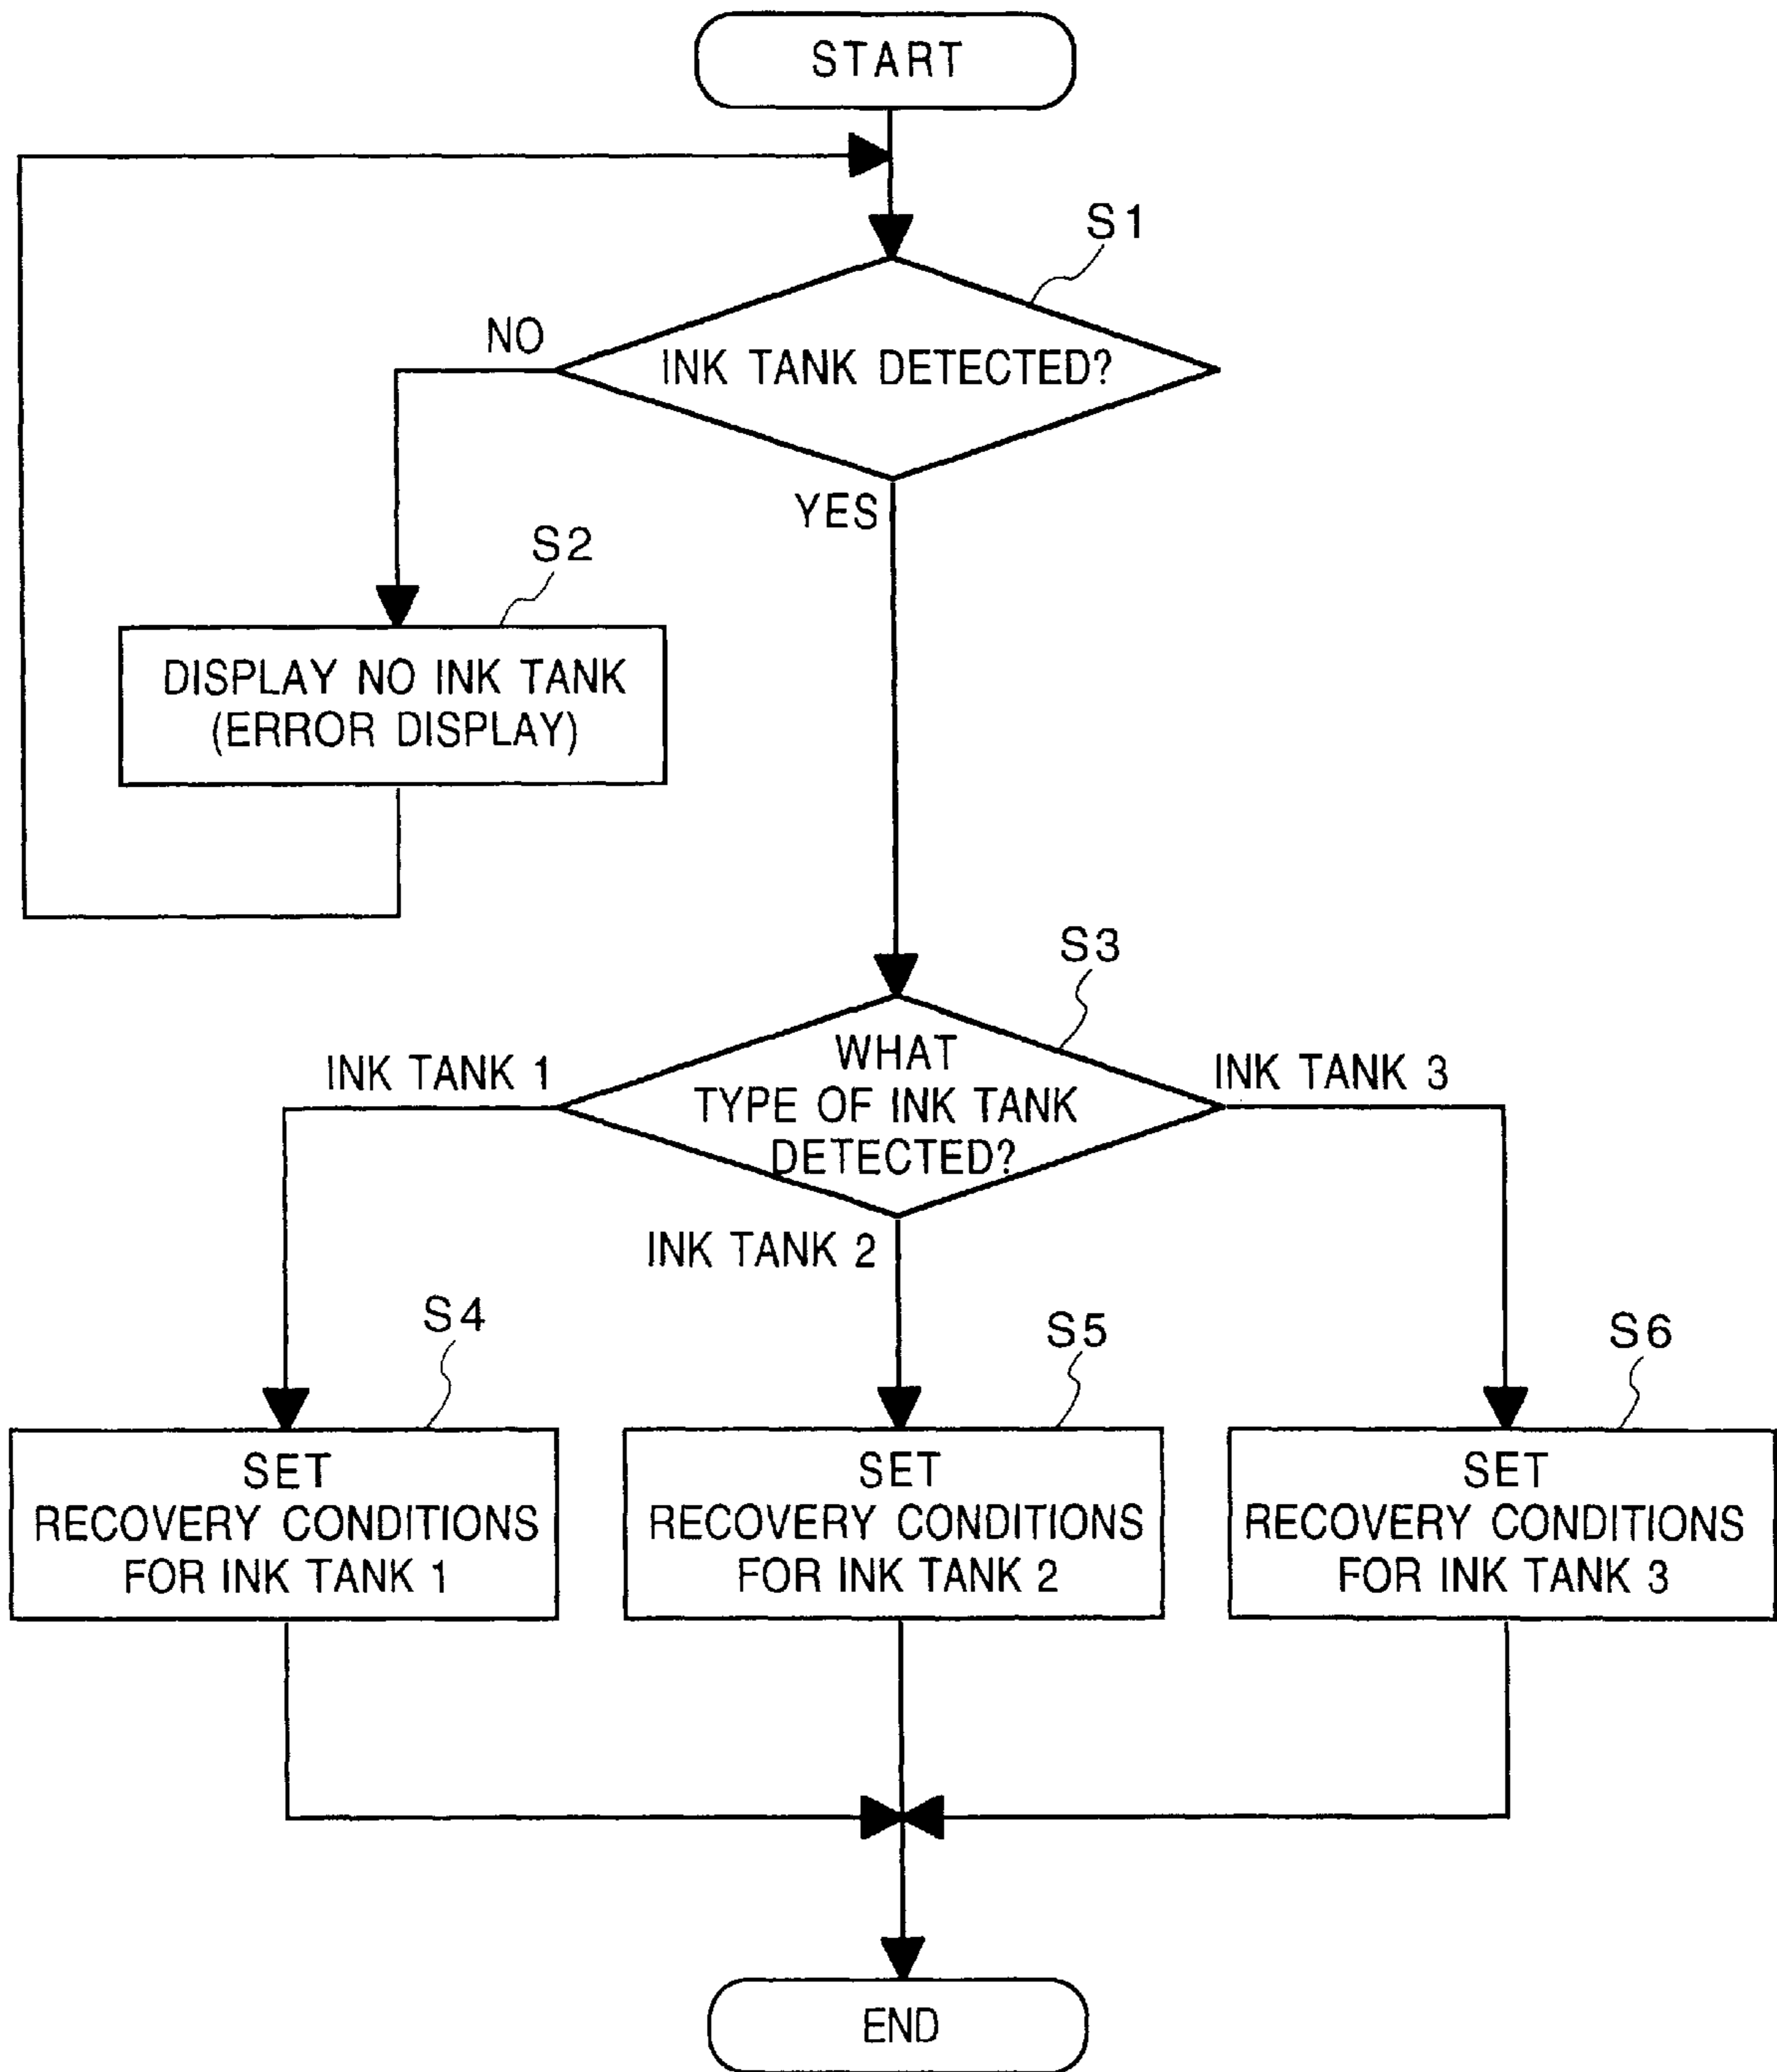 START
S1
NO
INK TANK DETECTED?
YES
S2
DISPLAY NO INK TANK
(ERROR DISPLAY)
S3
INK TANK 1
WHAT
TYPE OF INK TANK
DETECTED?
INK TANK 3
INK TANK 2
S4
S5
S6
SET
RECOVERY CONDITIONS
FOR INK TANK 1
SET
RECOVERY CONDITIONS
FOR INK TANK 2
SET
RECOVERY CONDITIONS
FOR INK TANK 3
END